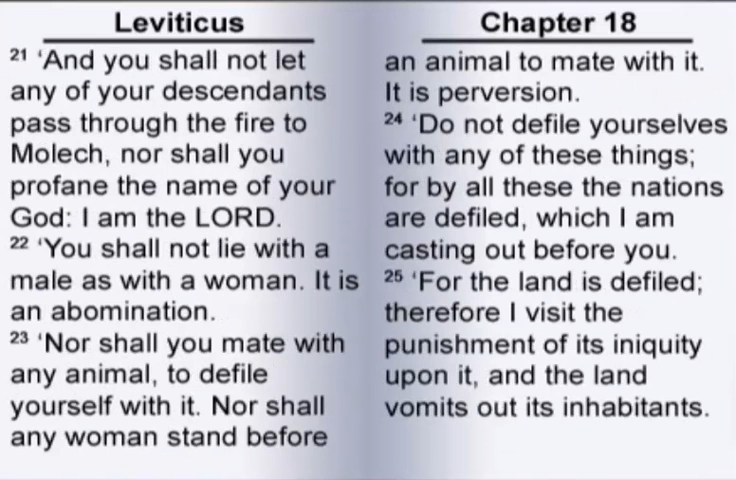 Leviticus
²¹ ‘And you shall not let
any of your descendants
pass through the fire to
Molech, nor shall you
profane the name of your
God: I am the LORD.
²² ‘You shall not lie with a
male as with a woman. It is
an abomination.
²³ ‘Nor shall you mate with
any animal, to defile
yourself with it. Nor shall
any woman stand before
Chapter 18
an animal to mate with it.
It is perversion.
²⁴ ‘Do not defile yourselves
with any of these things;
for by all these the nations
are defiled, which I am
casting out before you.
²⁵ ‘For the land is defiled;
therefore I visit the
punishment of its iniquity
upon it, and the land
vomits out its inhabitants.